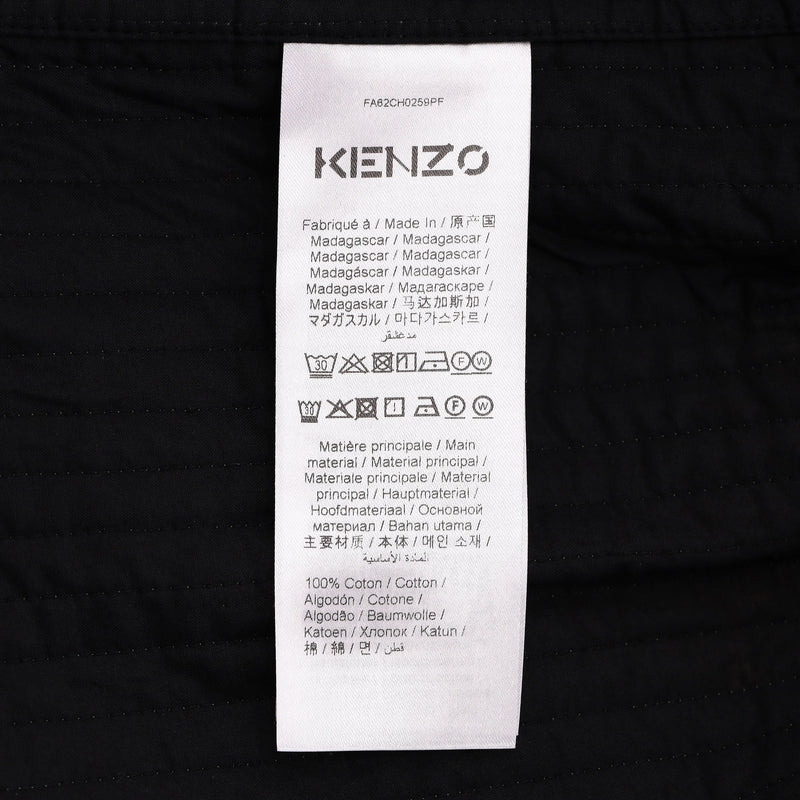 FA62CH0259PF
KENZO
Fabriqué à / Made In / 原产国
Madagascar / Madagascar /
Madagascar / Madagascar /
Madagáscar / Madagaskar /
Madagaskar / Мадагаскаре /
Madagaskar / 马达加斯加 /
マダガスカル / 마다가스카르 /
مدغشقر
30 F W
30 F W
Matière principale / Main
material / Material principal /
Materiale principale / Material
principal / Hauptmaterial /
Hoofdmateriaal / Основной
материал / Bahan utama /
主要材质 / 本体 / 메인 소재 /
المادة الأساسية
100% Coton / Cotton /
Algodón / Cotone /
Algodão / Baumwolle /
Katoen / Хлопок / Katun /
棉 / 綿 / 면 / قطن